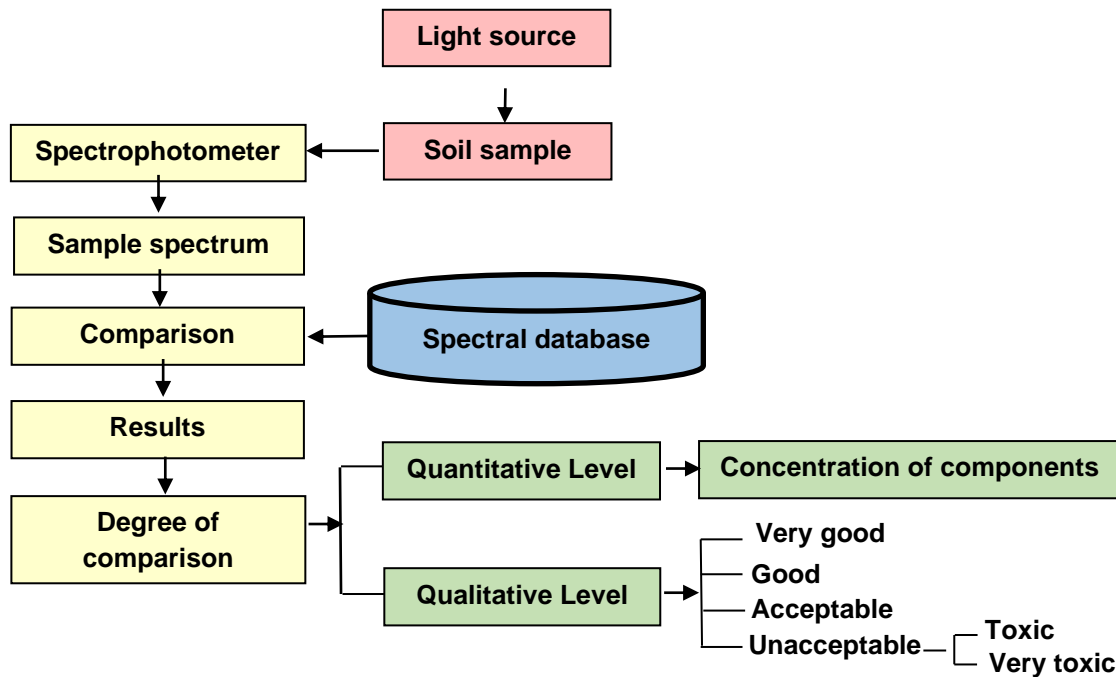 Light source
Soil sample
Spectrophotometer
Sample spectrum
Comparison
Spectral database
Results
Quantitative Level
Concentration of components
Degree of
comparison
Qualitative Level
Very good
Good
Acceptable
Unacceptable
Toxic
Very toxic